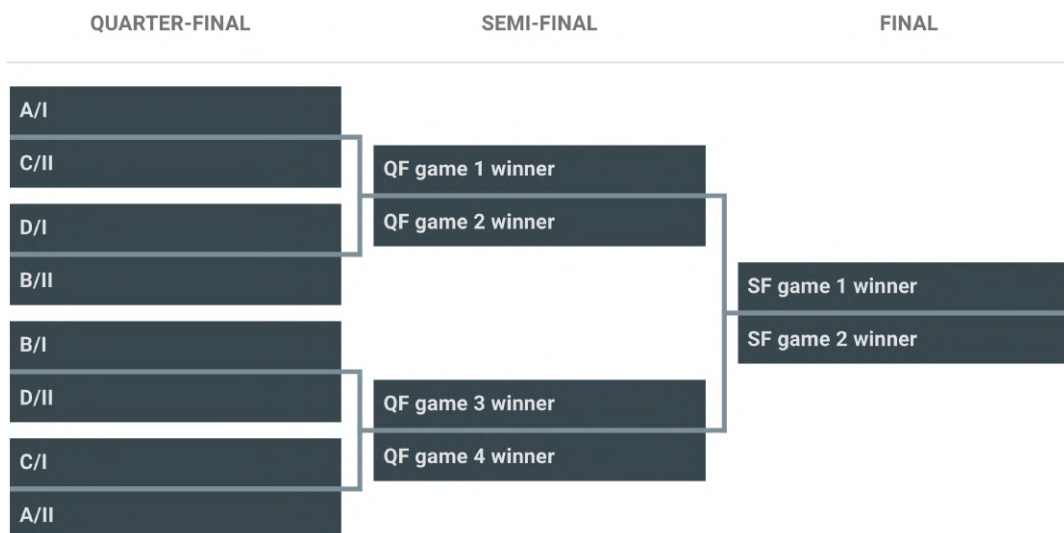 QUARTER-FINAL
SEMI-FINAL
FINAL
A/I
C/II
D/I
B/II
B/I
D/II
C/I
A/II
QF game 1 winner
QF game 2 winner
QF game 3 winner
QF game 4 winner
SF game 1 winner
SF game 2 winner